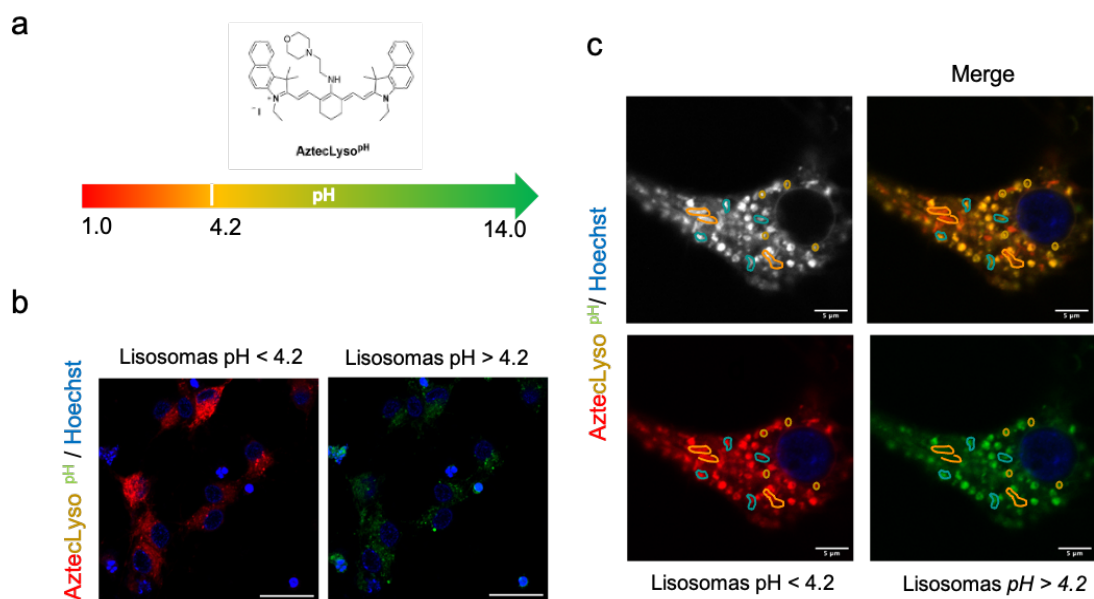 a
O
N
NH
N
+
N
⁻I
AztecLysoᵖᴴ
pH
1.0
4.2
14.0
b
Lisosomas pH < 4.2
Lisosomas pH > 4.2
AztecLyso ᵖᴴ / Hoechst
c
Merge
AztecLyso ᵖᴴ/ Hoechst
5 µm
5 µm
5 µm
5 µm
Lisosomas pH < 4.2
Lisosomas pH > 4.2